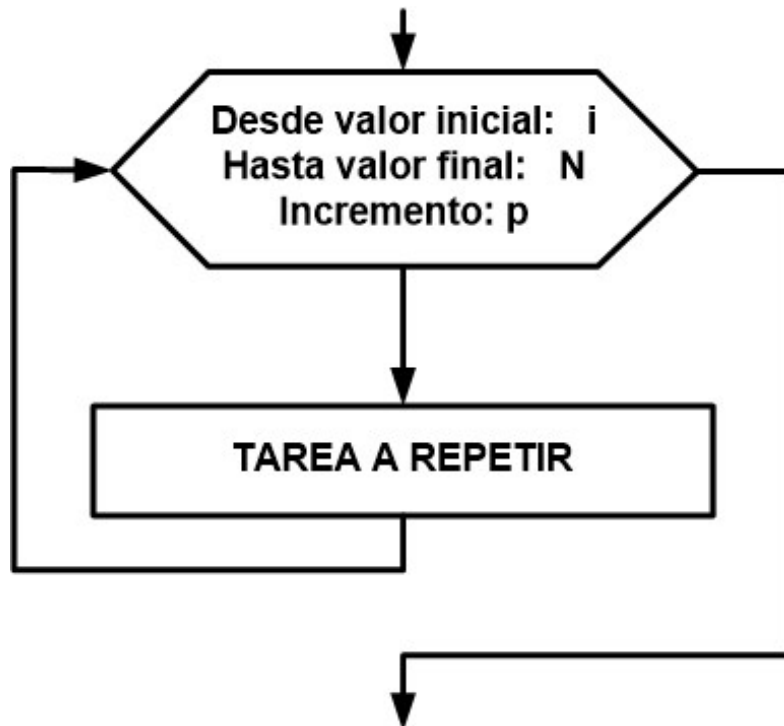 Desde valor inicial: i
Hasta valor final: N
Incremento: p
TAREA A REPETIR